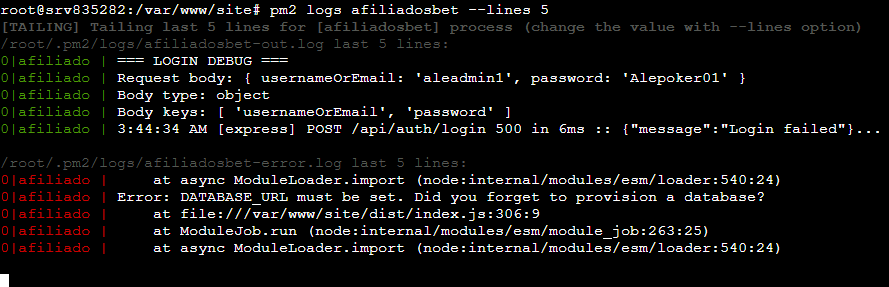 root@srv835282:/var/www/site# pm2 logs afiliadosbet --lines 5
[TAILING] Tailing last 5 lines for [afiliadosbet] process (change the value with --lines option)
/root/.pm2/logs/afiliadosbet-out.log last 5 lines:
0|afiliado | === LOGIN DEBUG ===
0|afiliado | Request body: { usernameOrEmail: 'aleadmin1', password: 'Alepoker01' }
0|afiliado | Body type: object
0|afiliado | Body keys: [ 'usernameOrEmail', 'password' ]
0|afiliado | 3:44:34 AM [express] POST /api/auth/login 500 in 6ms :: {"message":"Login failed"}...
/root/.pm2/logs/afiliadosbet-error.log last 5 lines:
0|afiliado |     at async ModuleLoader.import (node:internal/modules/esm/loader:540:24)
0|afiliado | Error: DATABASE_URL must be set. Did you forget to provision a database?
0|afiliado |     at file:///var/www/site/dist/index.js:306:9
0|afiliado |     at ModuleJob.run (node:internal/modules/esm/module_job:263:25)
0|afiliado |     at async ModuleLoader.import (node:internal/modules/esm/loader:540:24)